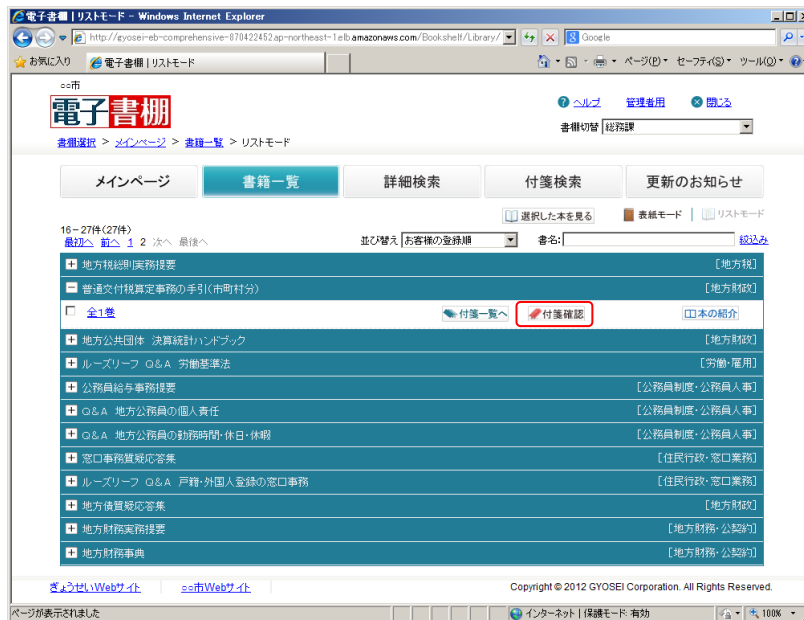 電子書棚 | リストモード - Windows Internet Explorer
http://gyosei-eb-comprehensive-870422452.ap-northeast-1.elb.amazonaws.com/Bookshelf/Library/
Google
お気に入り 電子書棚 | リストモード ページ(P) セーフティ(S) ツール(O)
○○市
電子書棚
ヘルプ 管理者用 閉じる
書棚切替 総務課
書棚選択 > メインページ > 書籍一覧 > リストモード
メインページ 書籍一覧 詳細検索 付箋検索 更新のお知らせ
選択した本を見る 表紙モード | リストモード
16-27件(27件)
最初へ 前へ 1 2 次へ 最後へ 並び替え お客様の登録順 書名: 絞込み
地方税総則実務提要 [地方税]
普通交付税算定事務の手引(市町村分) [地方財政]
全1巻 付箋一覧へ 付箋確認 本の紹介
地方公共団体 決算統計ハンドブック [地方財政]
ルーズリーフ Q&A 労働基準法 [労働・雇用]
公務員給与事務提要 [公務員制度・公務員人事]
Q&A 地方公務員の個人責任 [公務員制度・公務員人事]
Q&A 地方公務員の勤務時間・休日・休暇 [公務員制度・公務員人事]
窓口事務質疑応答集 [住民行政・窓口業務]
ルーズリーフ Q&A 戸籍・外国人登録の窓口事務 [住民行政・窓口業務]
地方債質疑応答集 [地方財政]
地方財務実務提要 [地方財務・公契約]
地方財務事典 [地方財務・公契約]
ぎょうせいWebサイト ○○市Webサイト Copyright © 2012 GYOSEI Corporation. All Rights Reserved.
ページが表示されました インターネット | 保護モード: 有効 100%